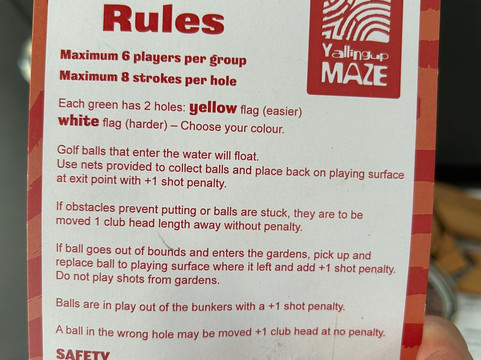 Rules
Yallingup
MAZE
Maximum 6 players per group
Maximum 8 strokes per hole
Each green has 2 holes: yellow flag (easier)
white flag (harder) – Choose your colour.
Golf balls that enter the water will float.
Use nets provided to collect balls and place back on playing surface
at exit point with +1 shot penalty.
If obstacles prevent putting or balls are stuck, they are to be
moved 1 club head length away without penalty.
If ball goes out of bounds and enters the gardens, pick up and
replace ball to playing surface where it left and add +1 shot penalty.
Do not play shots from gardens.
Balls are in play out of the bunkers with a +1 shot penalty.
A ball in the wrong hole may be moved +1 club head at no penalty.
SAFETY